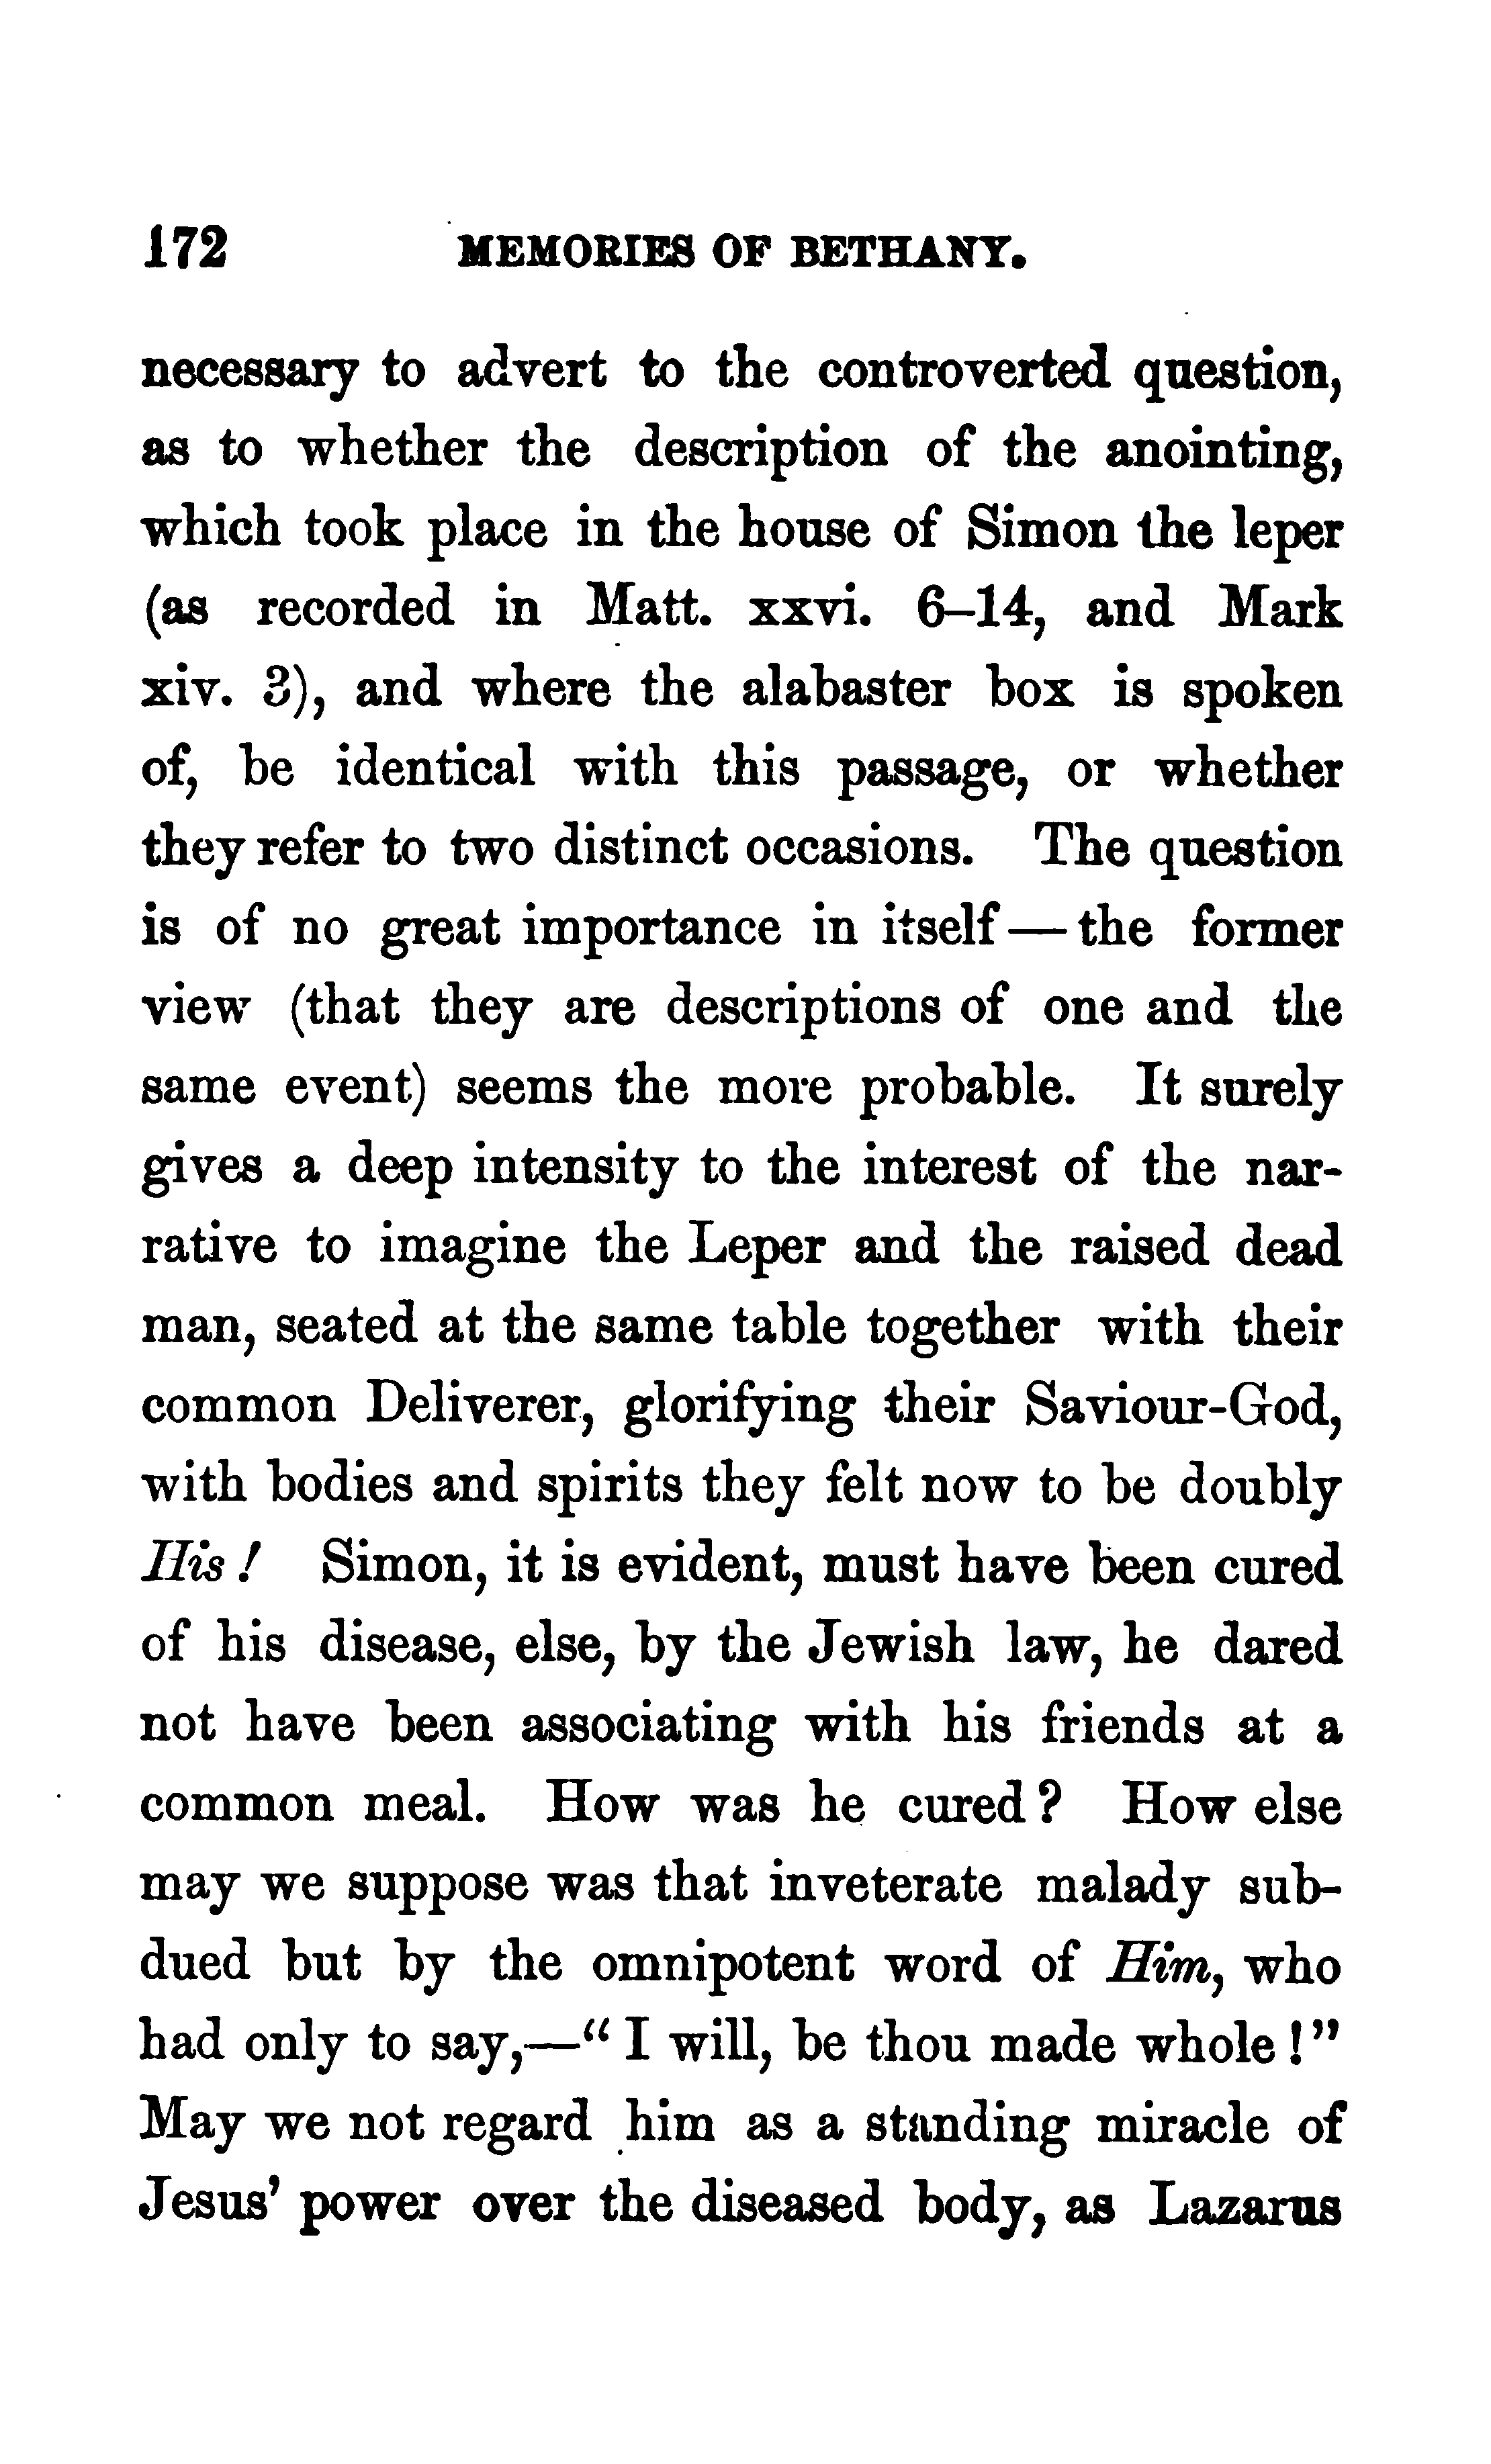 172 MEMORIES OF BETHANY.
necessary to advert to the controverted question,
as to whether the description of the anointing,
which took place in the house of Simon the leper
(as recorded in Matt. xxvi. 6–14, and Mark
xiv. 3), and where the alabaster box is spoken
of, be identical with this passage, or whether
they refer to two distinct occasions. The question
is of no great importance in itself — the former
view (that they are descriptions of one and the
same event) seems the more probable. It surely
gives a deep intensity to the interest of the nar-
rative to imagine the Leper and the raised dead
man, seated at the same table together with their
common Deliverer, glorifying their Saviour-God,
with bodies and spirits they felt now to be doubly
His! Simon, it is evident, must have been cured
of his disease, else, by the Jewish law, he dared
not have been associating with his friends at a
common meal. How was he cured? How else
may we suppose was that inveterate malady sub-
dued but by the omnipotent word of Him, who
had only to say,—“I will, be thou made whole!”
May we not regard him as a standing miracle of
Jesus’ power over the diseased body, as Lazarus